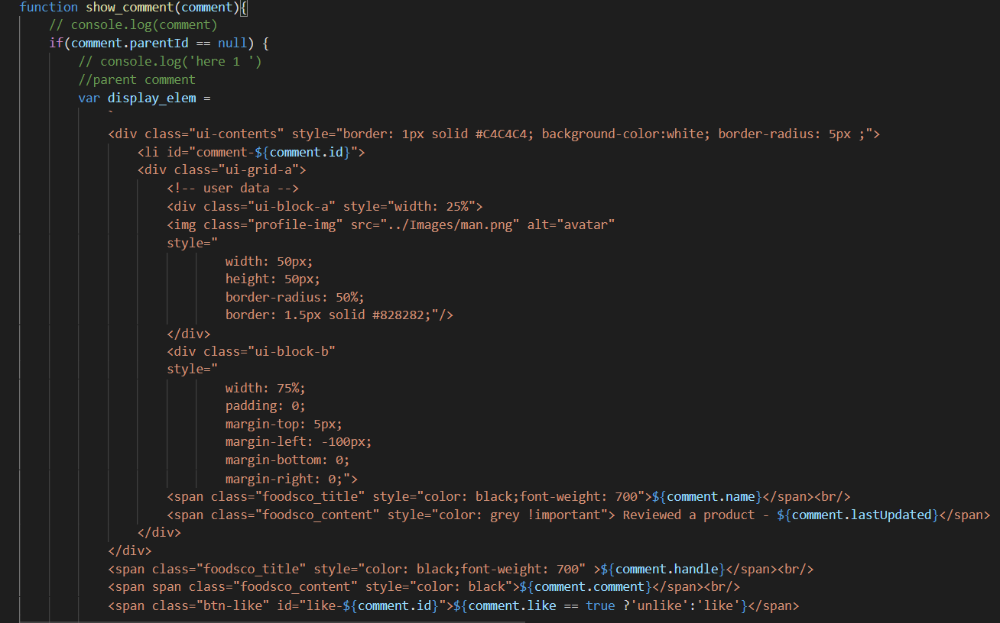 function show_comment(comment){
// console.log(comment)
if(comment.parentId == null) {
// console.log('here 1 ')
//parent comment
var display_elem =
`
<div class="ui-contents" style="border: 1px solid #C4C4C4; background-color:white; border-radius: 5px ;">
<li id="comment-${comment.id}">
<div class="ui-grid-a">
<!-- user data -->
<div class="ui-block-a" style="width: 25%">
<img class="profile-img" src="../Images/man.png" alt="avatar"
style="
width: 50px;
height: 50px;
border-radius: 50%;
border: 1.5px solid #828282;"/>
</div>
<div class="ui-block-b"
style="
width: 75%;
padding: 0;
margin-top: 5px;
margin-left: -100px;
margin-bottom: 0;
margin-right: 0;">
<span class="foodsco_title" style="color: black;font-weight: 700">${comment.name}</span><br/>
<span class="foodsco_content" style="color: grey !important"> Reviewed a product - ${comment.lastUpdated}</span>
</div>
</div>
<span class="foodsco_title" style="color: black;font-weight: 700" >${comment.handle}</span><br/>
<span span class="foodsco_content" style="color: black">${comment.comment}</span><br/>
<span class="btn-like" id="like-${comment.id}">${comment.like == true ?'unlike':'like'}</span>